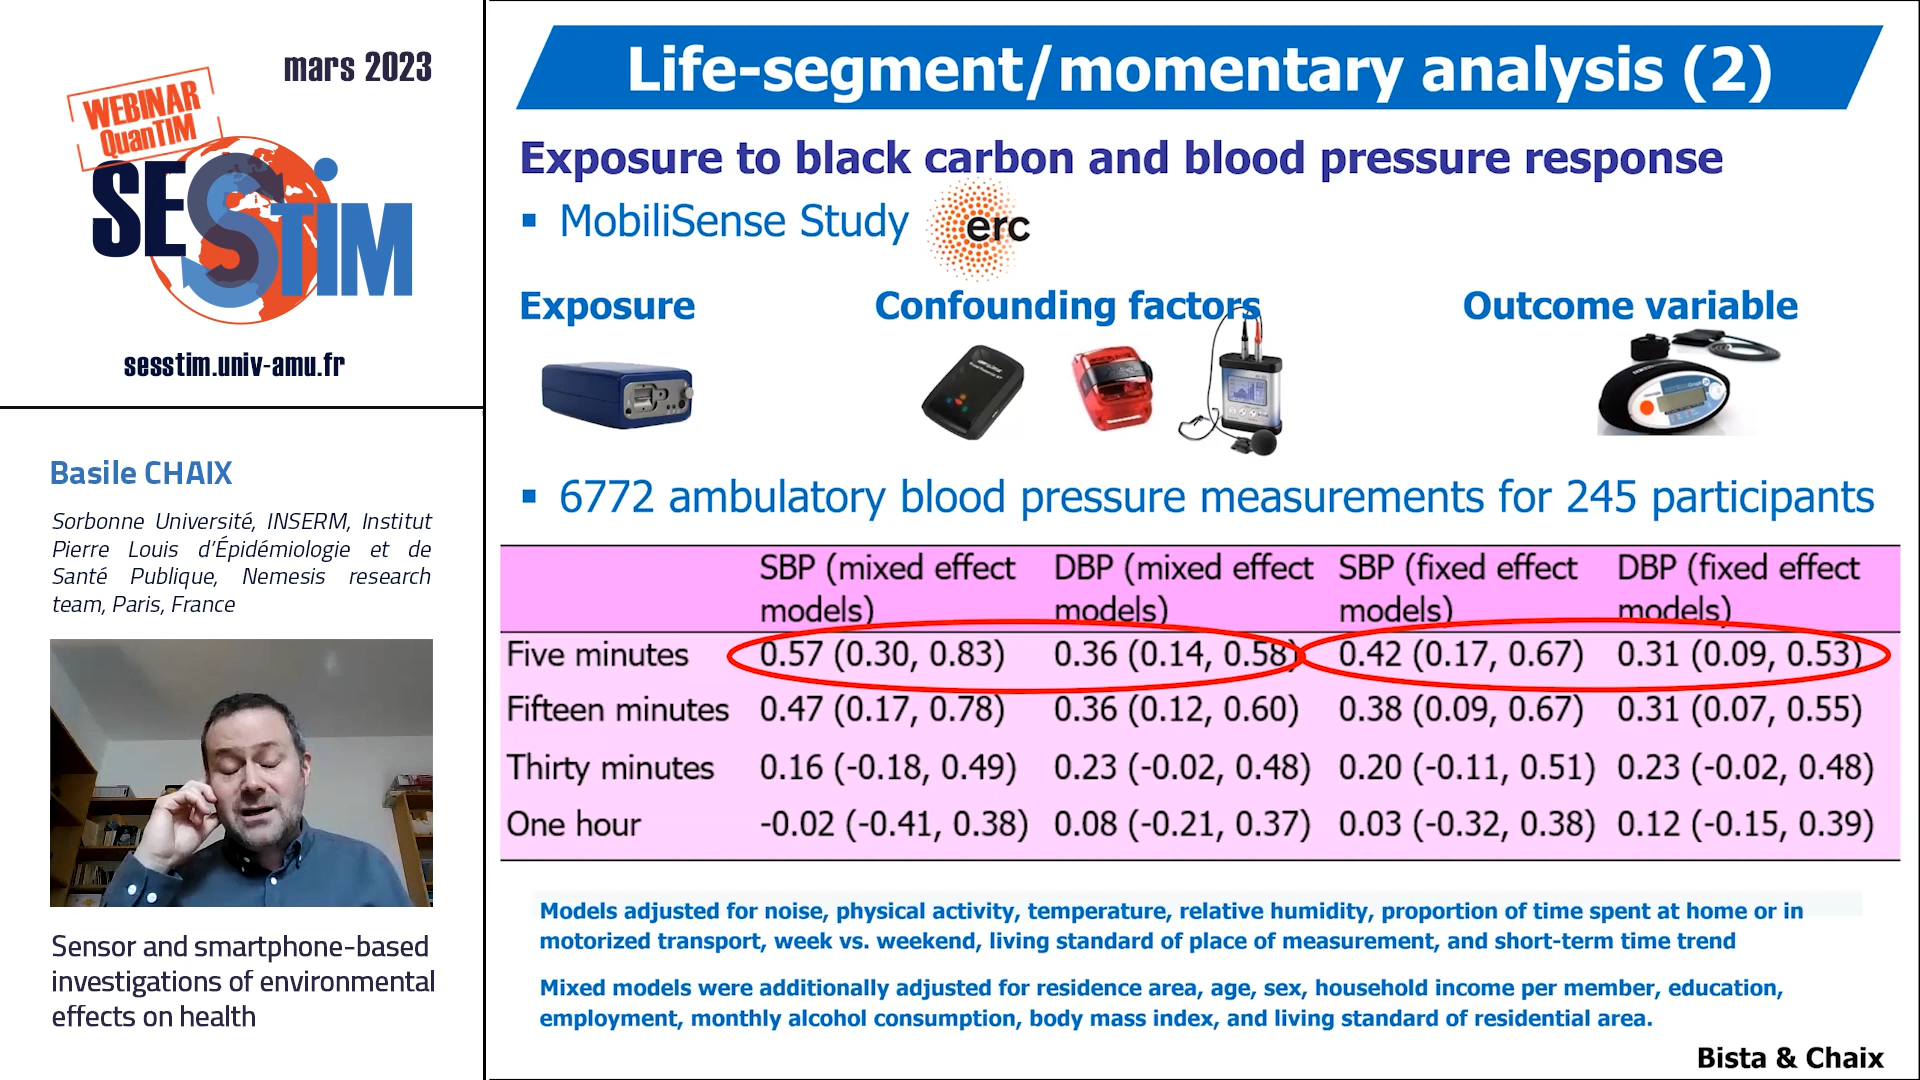 mars 2023
WEBINAR
QuanTIM
SESSTIM
sesstim.univ-amu.fr
Basile CHAIX
Sorbonne Université, INSERM, Institut
Pierre Louis d’Épidémiologie et de
Santé Publique, Nemesis research
team, Paris, France
Sensor and smartphone-based
investigations of environmental
effects on health
Life-segment/momentary analysis (2)
Exposure to black carbon and blood pressure response
▪ MobiliSense Study
erc
Exposure Confounding factors Outcome variable
▪ 6772 ambulatory blood pressure measurements for 245 participants
SBP (mixed effect models) DBP (mixed effect models) SBP (fixed effect models) DBP (fixed effect models)
Five minutes 0.57 (0.30, 0.83) 0.36 (0.14, 0.58) 0.42 (0.17, 0.67) 0.31 (0.09, 0.53)
Fifteen minutes 0.47 (0.17, 0.78) 0.36 (0.12, 0.60) 0.38 (0.09, 0.67) 0.31 (0.07, 0.55)
Thirty minutes 0.16 (-0.18, 0.49) 0.23 (-0.02, 0.48) 0.20 (-0.11, 0.51) 0.23 (-0.02, 0.48)
One hour -0.02 (-0.41, 0.38) 0.08 (-0.21, 0.37) 0.03 (-0.32, 0.38) 0.12 (-0.15, 0.39)
Models adjusted for noise, physical activity, temperature, relative humidity, proportion of time spent at home or in
motorized transport, week vs. weekend, living standard of place of measurement, and short-term time trend
Mixed models were additionally adjusted for residence area, age, sex, household income per member, education,
employment, monthly alcohol consumption, body mass index, and living standard of residential area.
Bista & Chaix